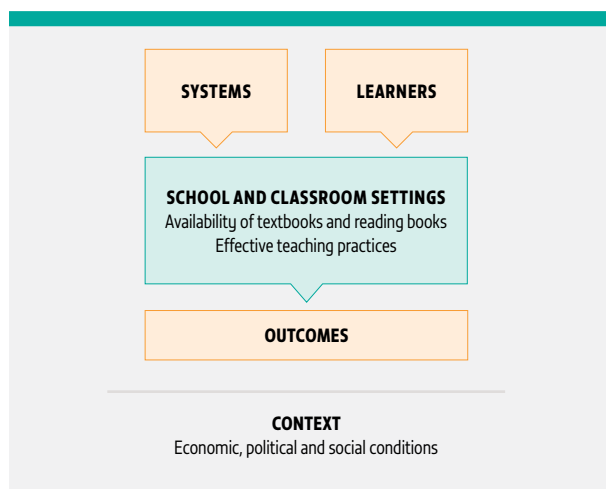 SYSTEMS
LEARNERS
SCHOOL AND CLASSROOM SETTINGS
Availability of textbooks and reading books
Effective teaching practices
OUTCOMES
CONTEXT
Economic, political and social conditions